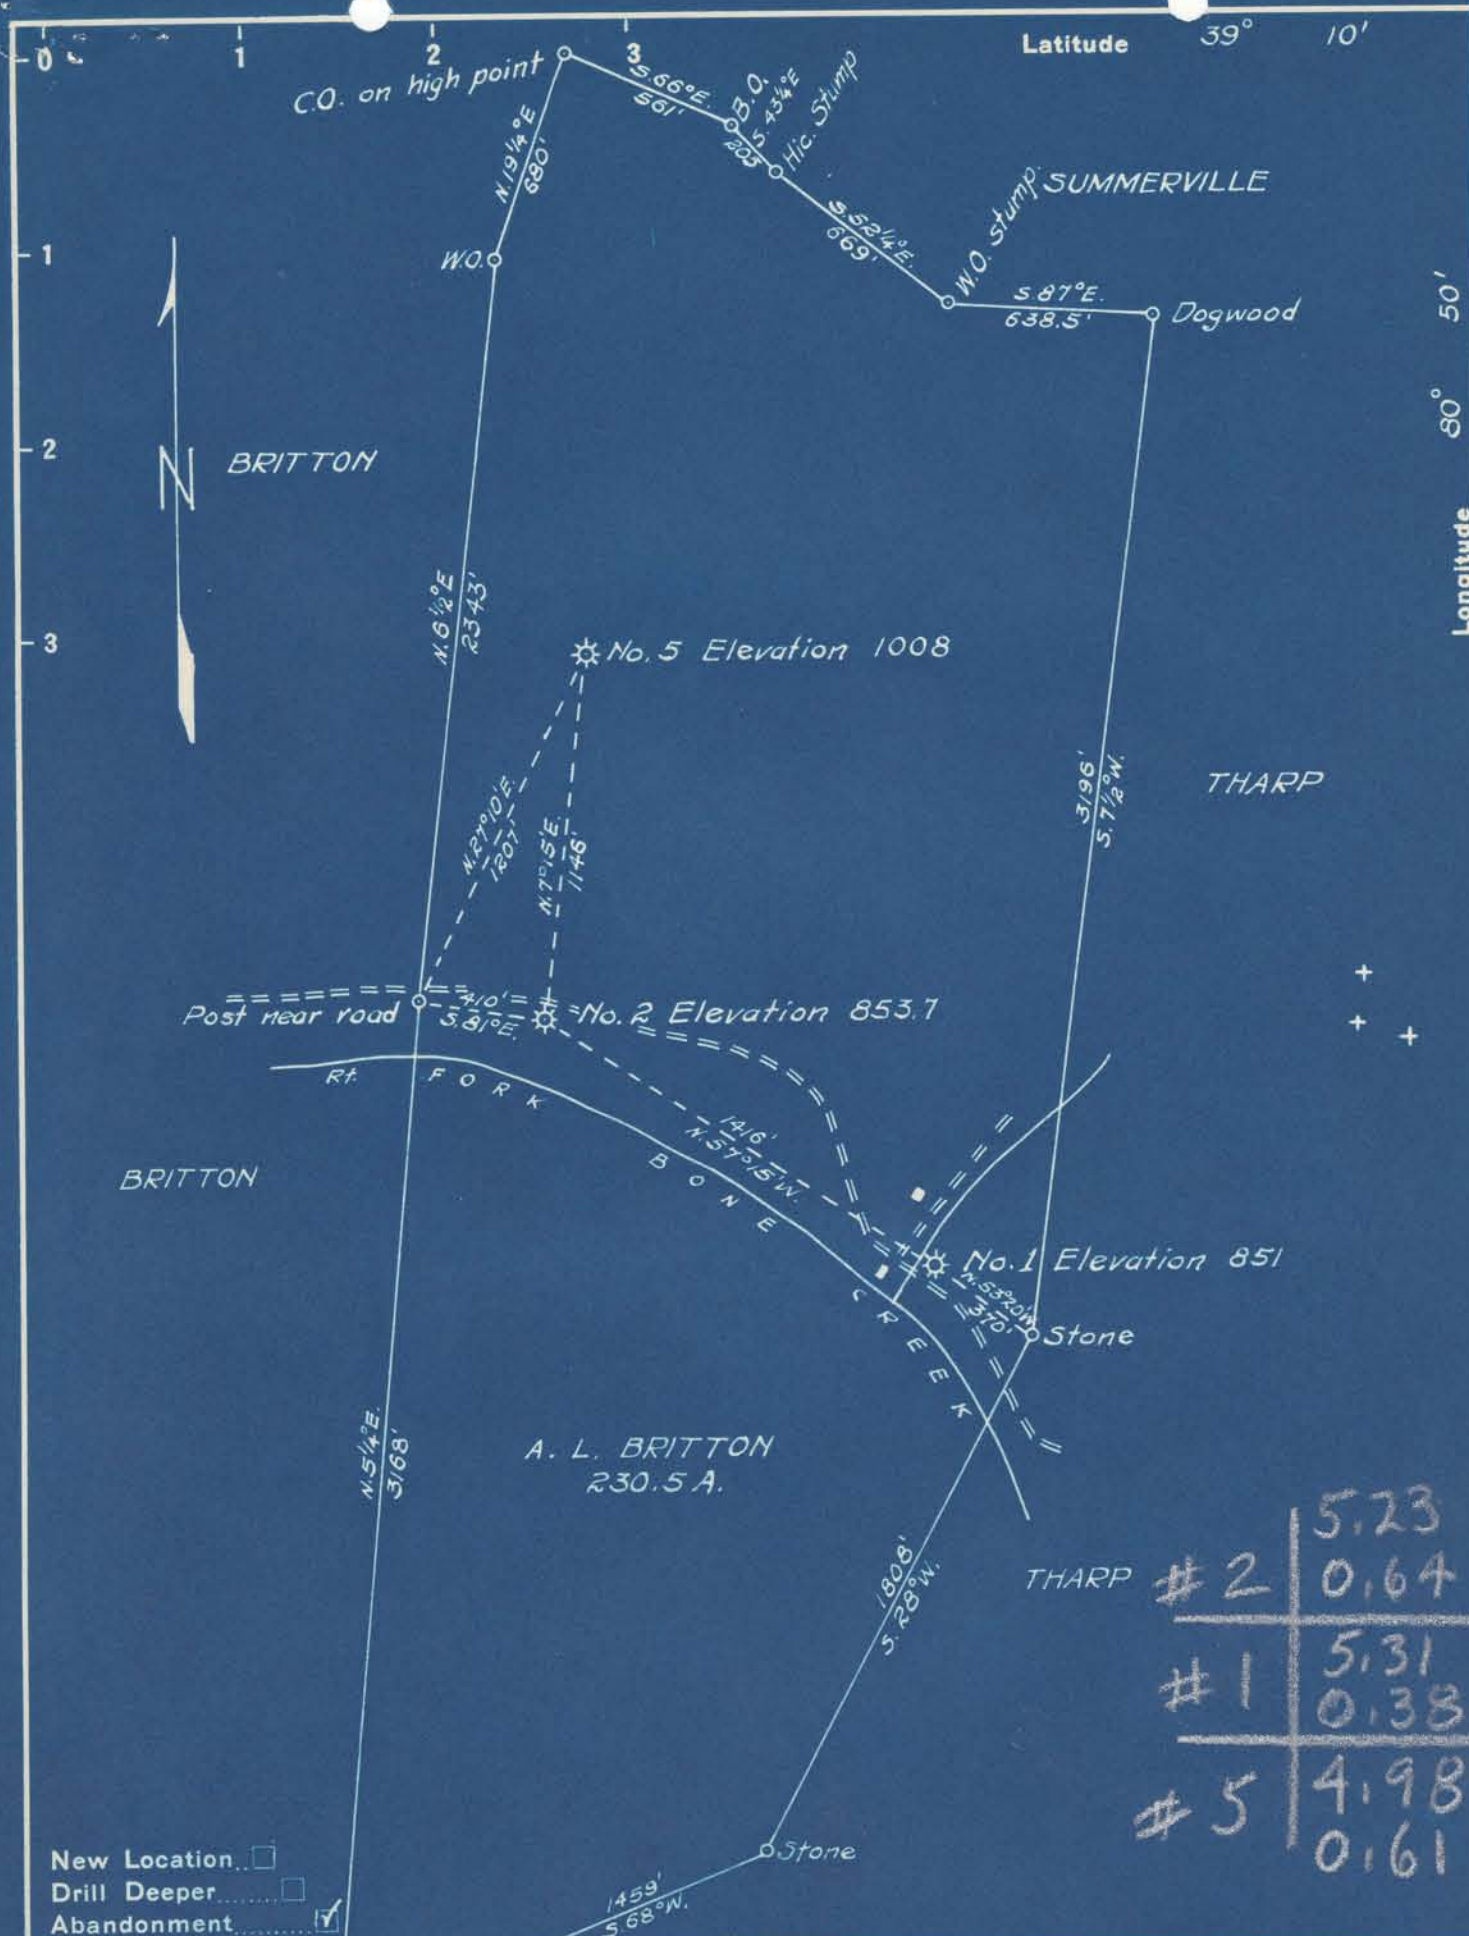 0 1 2 3
Latitude 39° 10'
C.O. on high point
S.66°E.
561'
B.O.
S.43¼°E
205
Hic. Stump
N.19¼°E
680'
SUMMERVILLE
S.52¼°E.
669'
W.O. stump
1
W.O.
S.87°E.
638.5'
Dogwood
Longitude 80° 50'
2
N
BRITTON
N.6½°E
2343'
3
No. 5 Elevation 1008
3196'
S.7½°W.
THARP
N.27°10'E.
1207'
N.7°15'E.
1146'
Post near road
410'
S.81°E.
No. 2 Elevation 853.7
Rt. FORK BONE CREEK
1416'
N.57°15'W.
BRITTON
No. 1 Elevation 851
N.53°20'W
370'
Stone
N.5¼°E.
3168'
A. L. BRITTON
230.5 A.
1808'
S.28°W.
THARP
#2 5.23
0.64
#1 5.31
0.38
#5 4.98
0.61
Stone
1459'
S.68°W.
New Location
Drill Deeper
Abandonment